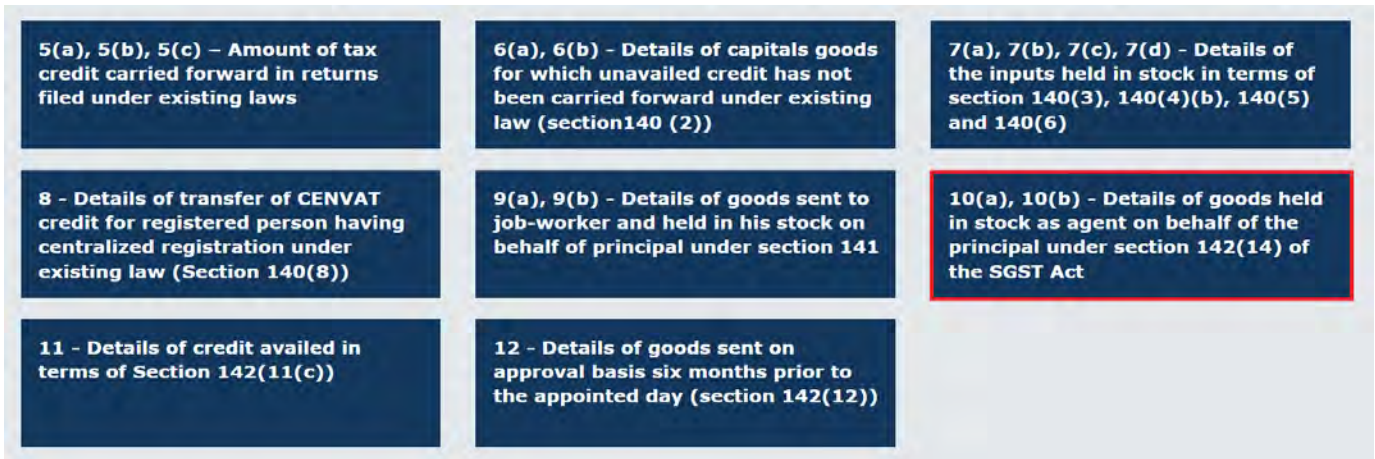 5(a), 5(b), 5(c) – Amount of tax
credit carried forward in returns
filed under existing laws
6(a), 6(b) - Details of capitals goods
for which unavailed credit has not
been carried forward under existing
law (section140 (2))
7(a), 7(b), 7(c), 7(d) - Details of
the inputs held in stock in terms of
section 140(3), 140(4)(b), 140(5)
and 140(6)
8 - Details of transfer of CENVAT
credit for registered person having
centralized registration under
existing law (Section 140(8))
9(a), 9(b) - Details of goods sent to
job-worker and held in his stock on
behalf of principal under section 141
10(a), 10(b) - Details of goods held
in stock as agent on behalf of the
principal under section 142(14) of
the SGST Act
11 - Details of credit availed in
terms of Section 142(11(c))
12 - Details of goods sent on
approval basis six months prior to
the appointed day (section 142(12))